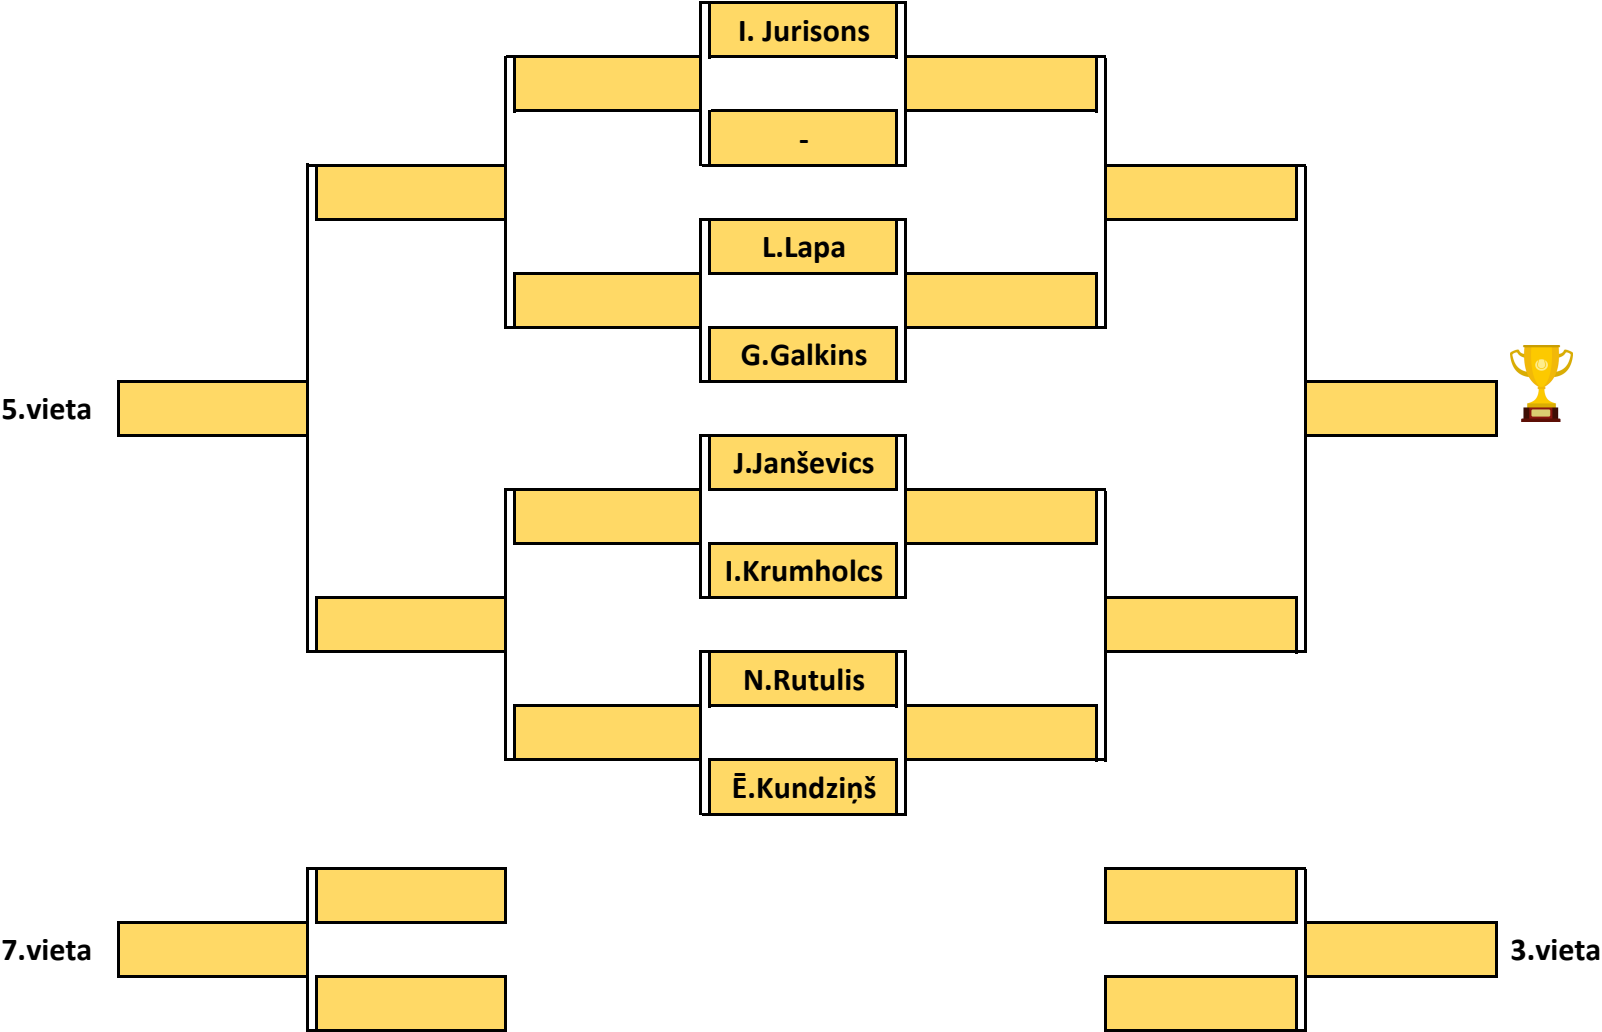 I. Jurisons
-
L.Lapa
G.Galkins
5.vieta
J.Janševics
I.Krumholcs
N.Rutulis
Ē.Kundziņš
7.vieta
3.vieta